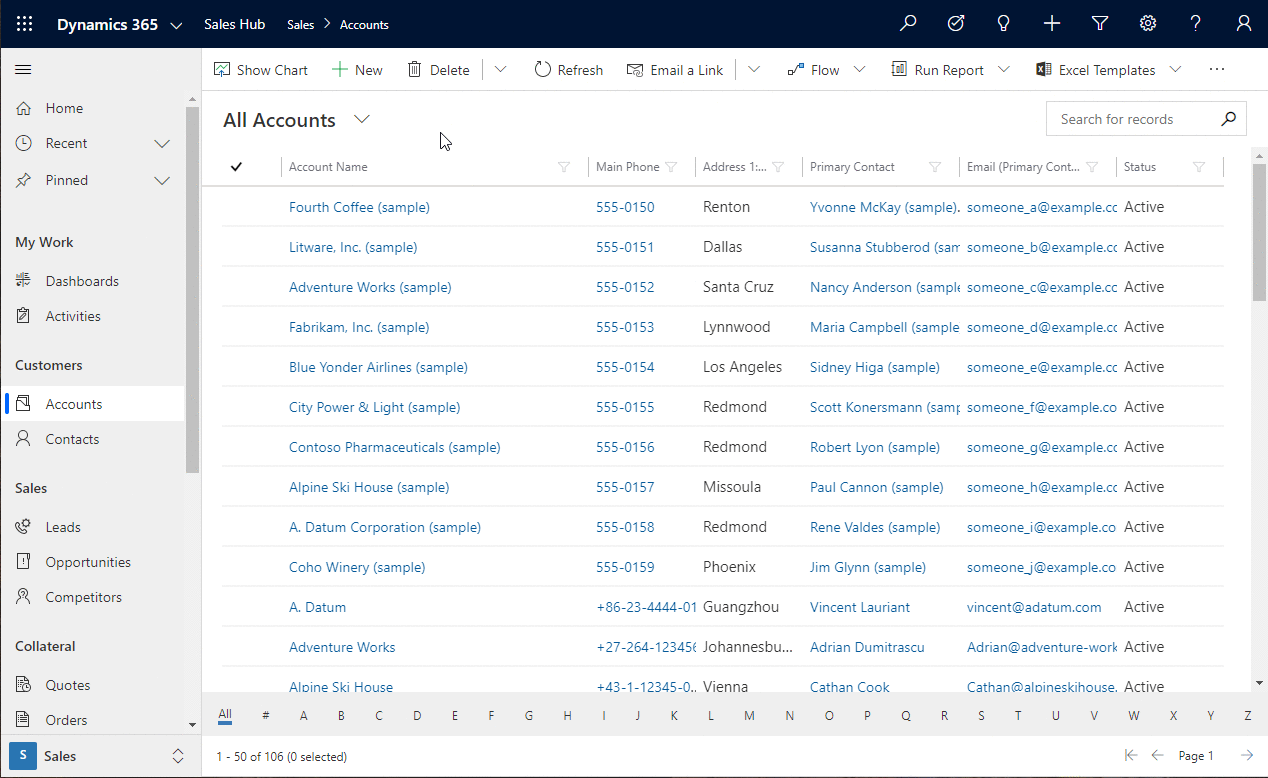 Dynamics 365 Sales Hub Sales > Accounts
Show Chart New Delete Refresh Email a Link Flow Run Report Excel Templates ...
Home
Recent
Pinned
My Work
Dashboards
Activities
Customers
Accounts
Contacts
Sales
Leads
Opportunities
Competitors
Collateral
Quotes
Orders
S Sales
All Accounts Search for records
Account Name Main Phone Address 1:... Primary Contact Email (Primary Cont... Status
Fourth Coffee (sample) 555-0150 Renton Yvonne McKay (sample). someone_a@example.cc Active
Litware, Inc. (sample) 555-0151 Dallas Susanna Stubberod (sam someone_b@example.cc Active
Adventure Works (sample) 555-0152 Santa Cruz Nancy Anderson (sample someone_c@example.cc Active
Fabrikam, Inc. (sample) 555-0153 Lynnwood Maria Campbell (sample someone_d@example.cc Active
Blue Yonder Airlines (sample) 555-0154 Los Angeles Sidney Higa (sample) someone_e@example.cc Active
City Power & Light (sample) 555-0155 Redmond Scott Konersmann (samp someone_f@example.co Active
Contoso Pharmaceuticals (sample) 555-0156 Redmond Robert Lyon (sample) someone_g@example.cc Active
Alpine Ski House (sample) 555-0157 Missoula Paul Cannon (sample) someone_h@example.cc Active
A. Datum Corporation (sample) 555-0158 Redmond Rene Valdes (sample) someone_i@example.co Active
Coho Winery (sample) 555-0159 Phoenix Jim Glynn (sample) someone_j@example.co Active
A. Datum +86-23-4444-01 Guangzhou Vincent Lauriant vincent@adatum.com Active
Adventure Works +27-264-123456 Johannesbu... Adrian Dumitrascu Adrian@adventure-work Active
Alpine Ski House +43-1-12345-0.. Vienna Cathan Cook Cathan@alpineskihouse. Active
All # A B C D E F G H I J K L M N O P Q R S T U V W X Y Z
1 - 50 of 106 (0 selected) Page 1